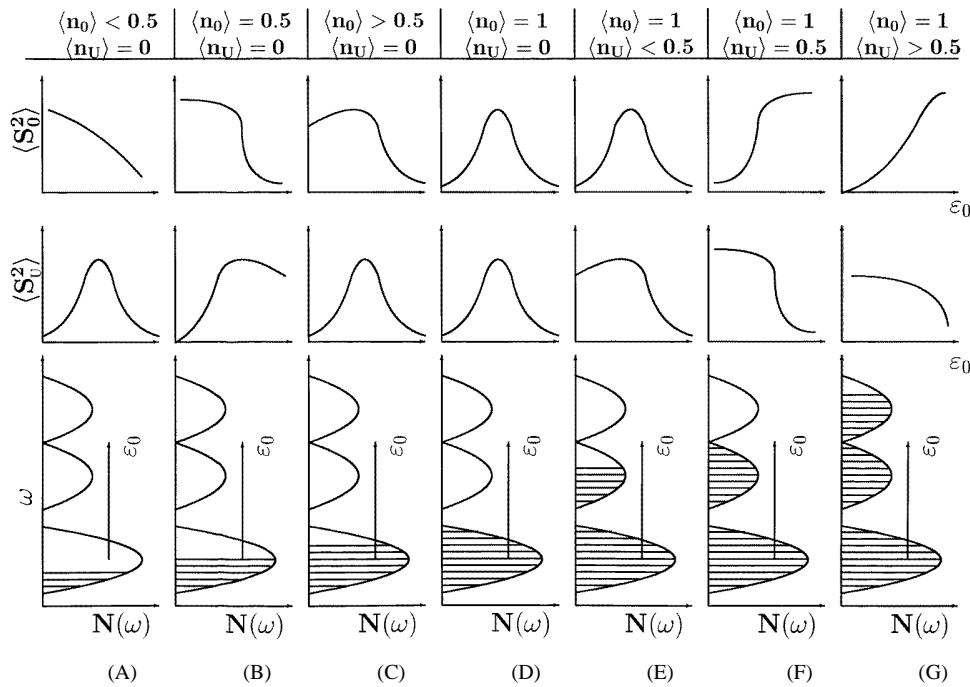 ⟨n₀⟩ < 0.5 ⟨n₀⟩ = 0.5 ⟨n₀⟩ > 0.5 ⟨n₀⟩ = 1 ⟨n₀⟩ = 1 ⟨n₀⟩ = 1 ⟨n₀⟩ = 1
⟨n_U⟩ = 0 ⟨n_U⟩ = 0 ⟨n_U⟩ = 0 ⟨n_U⟩ = 0 ⟨n_U⟩ < 0.5 ⟨n_U⟩ = 0.5 ⟨n_U⟩ > 0.5
⟨S₀²⟩
ε₀
⟨S_U²⟩
ε₀
ε₀ ε₀ ε₀ ε₀ ε₀ ε₀ ε₀
ω
N(ω) N(ω) N(ω) N(ω) N(ω) N(ω) N(ω)
(A) (B) (C) (D) (E) (F) (G)